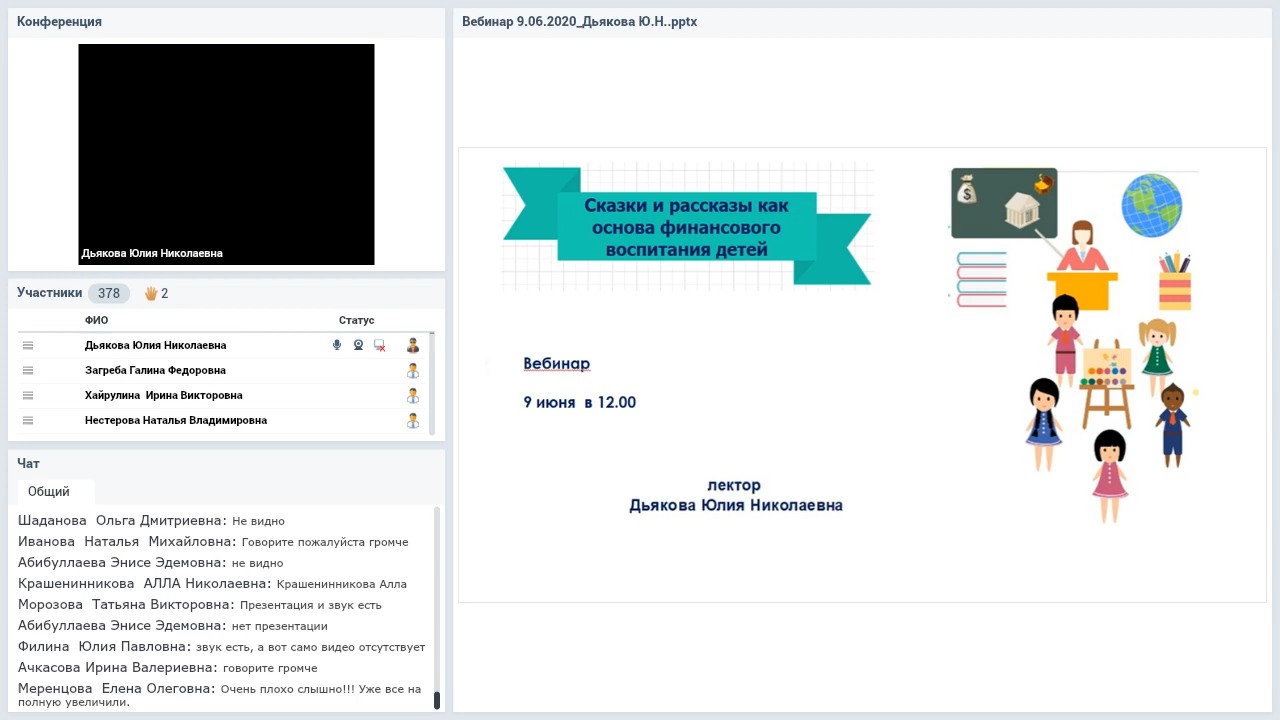 Конференция
Дьякова Юлия Николаевна
Участники 378 2
ФИО Статус
Дьякова Юлия Николаевна
Загреба Галина Федоровна
Хайрулина Ирина Викторовна
Нестерова Наталья Владимировна
Чат
Общий
Шаданова Ольга Дмитриевна: Не видно
Иванова Наталья Михайловна: Говорите пожалуйста громче
Абибуллаева Энисе Эдемовна: не видно
Крашенинникова АЛЛА Николаевна: Крашенинникова Алла
Морозова Татьяна Викторовна: Презентация и звук есть
Абибуллаева Энисе Эдемовна: нет презентации
Филина Юлия Павловна: звук есть, а вот само видео отсутствует
Ачкасова Ирина Валериевна: говорите громче
Меренцова Елена Олеговна: Очень плохо слышно!!! Уже все на
полную увеличили.
Вебинар 9.06.2020_Дьякова Ю.Н..pptx
Сказки и рассказы как
основа финансового
воспитания детей
$
Вебинар
9 июня в 12.00
лектор
Дьякова Юлия Николаевна